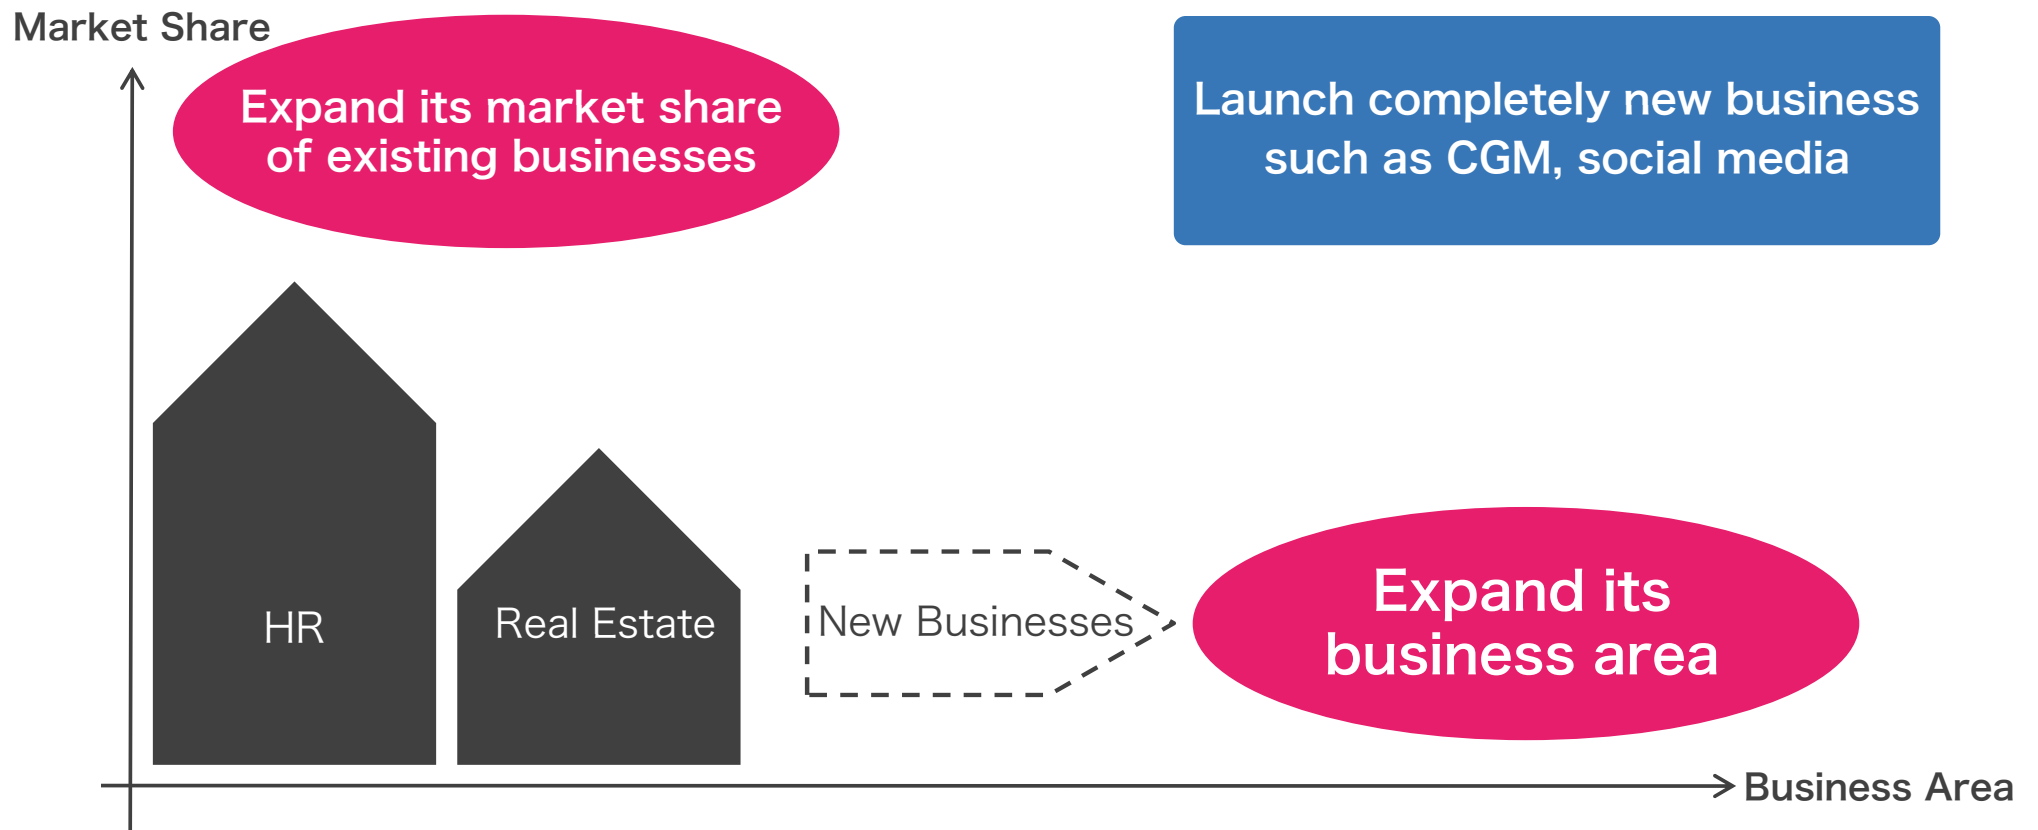 Market Share
Expand its market share
of existing businesses
Launch completely new business
such as CGM, social media
HR
Real Estate
New Businesses
Expand its
business area
Business Area